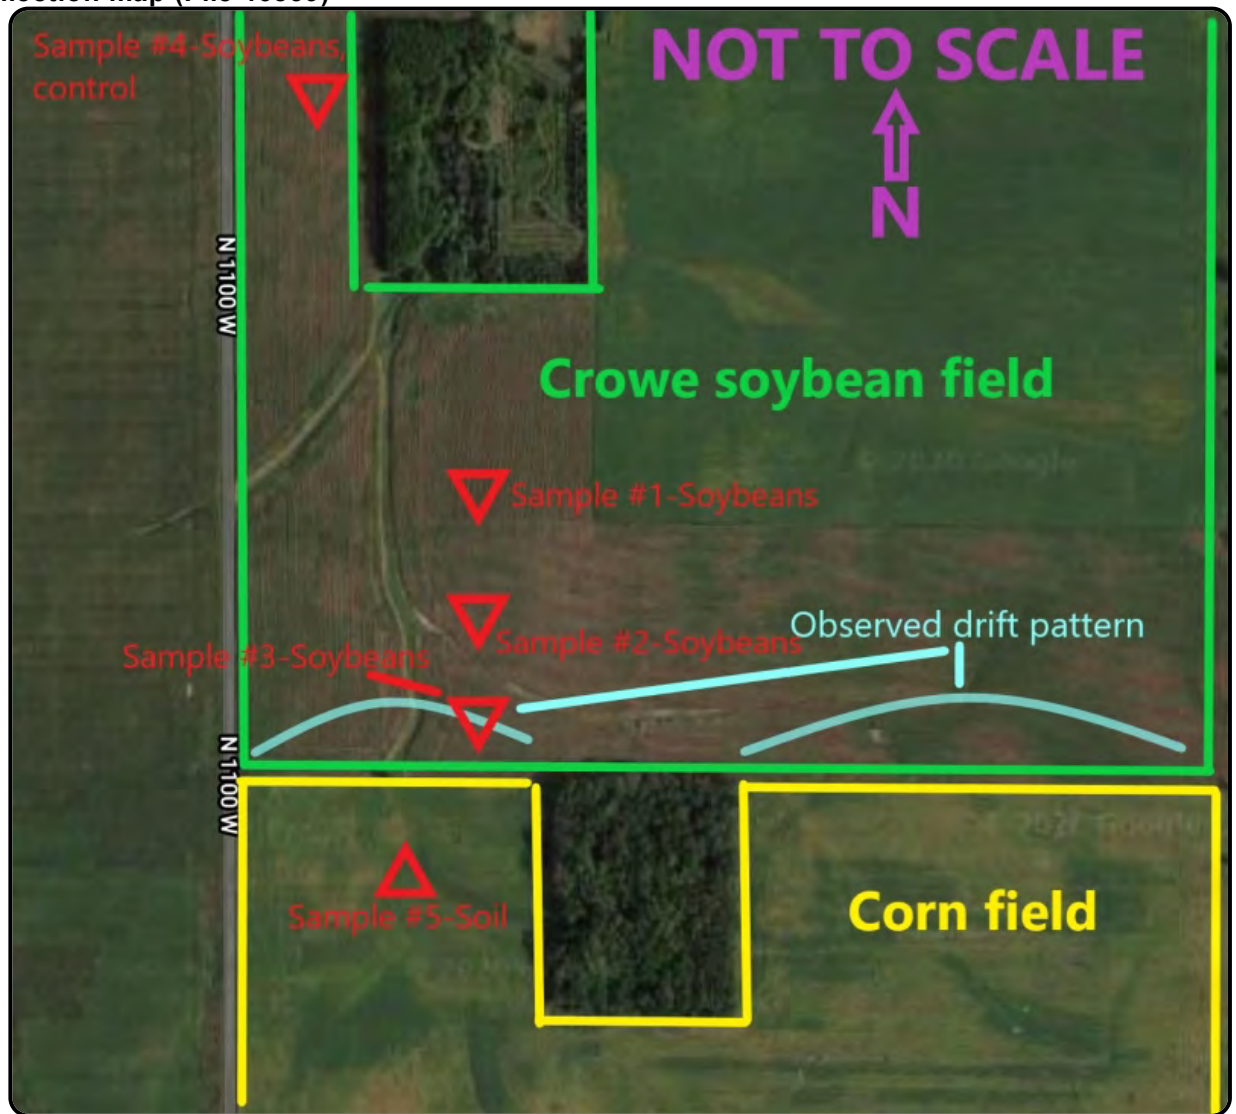 Sample #4-Soybeans,
control
NOT TO SCALE
N
N 1100 W
Crowe soybean field
Sample #1-Soybeans
Observed drift pattern
Sample #2-Soybeans
Sample #3-Soybeans
N 1100 W
Corn field
Sample #5-Soil